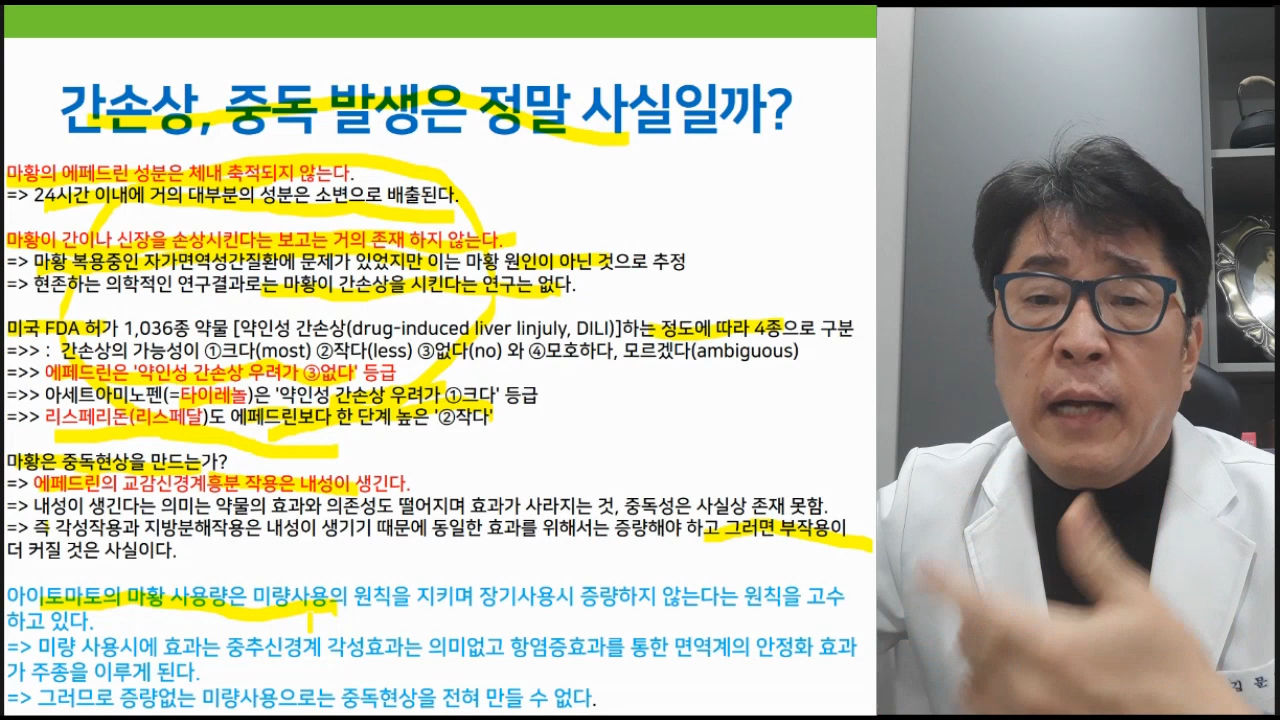 간손상, 중독 발생은 정말 사실일까?
마황의 에페드린 성분은 체내 축적되지 않는다.
=> 24시간 이내에 거의 대부분의 성분은 소변으로 배출된다.
마황이 간이나 신장을 손상시킨다는 보고는 거의 존재 하지 않는다.
=> 마황 복용중인 자가면역성간질환에 문제가 있었지만 이는 마황 원인이 아닌 것으로 추정
=> 현존하는 의학적인 연구결과로는 마황이 간손상을 시킨다는 연구는 없다.
미국 FDA 허가 1,036종 약물 [약인성 간손상(drug-induced liver linjuly, DILI)]하는 정도에 따라 4종으로 구분
=>> : 간손상의 가능성이 ①크다(most) ②작다(less) ③없다(no) 와 ④모호하다, 모르겠다(ambiguous)
=>> 에페드린은 '약인성 간손상 우려가 ③없다' 등급
=>> 아세트아미노펜(=타이레놀)은 '약인성 간손상 우려가 ①크다' 등급
=>> 리스페리돈(리스페달)도 에페드린보다 한 단계 높은 '②작다'
마황은 중독현상을 만드는가?
=> 에페드린의 교감신경계흥분 작용은 내성이 생긴다.
=> 내성이 생긴다는 의미는 약물의 효과와 의존성도 떨어지며 효과가 사라지는 것, 중독성은 사실상 존재 못함.
=> 즉 각성작용과 지방분해작용은 내성이 생기기 때문에 동일한 효과를 위해서는 증량해야 하고 그러면 부작용이
더 커질 것은 사실이다.
아이토마토의 마황 사용량은 미량사용의 원칙을 지키며 장기사용시 증량하지 않는다는 원칙을 고수
하고 있다.
=> 미량 사용시에 효과는 중추신경계 각성효과는 의미없고 항염증효과를 통한 면역계의 안정화 효과
가 주종을 이루게 된다.
=> 그러므로 증량없는 미량사용으로는 중독현상을 전혀 만들 수 없다.
김 문